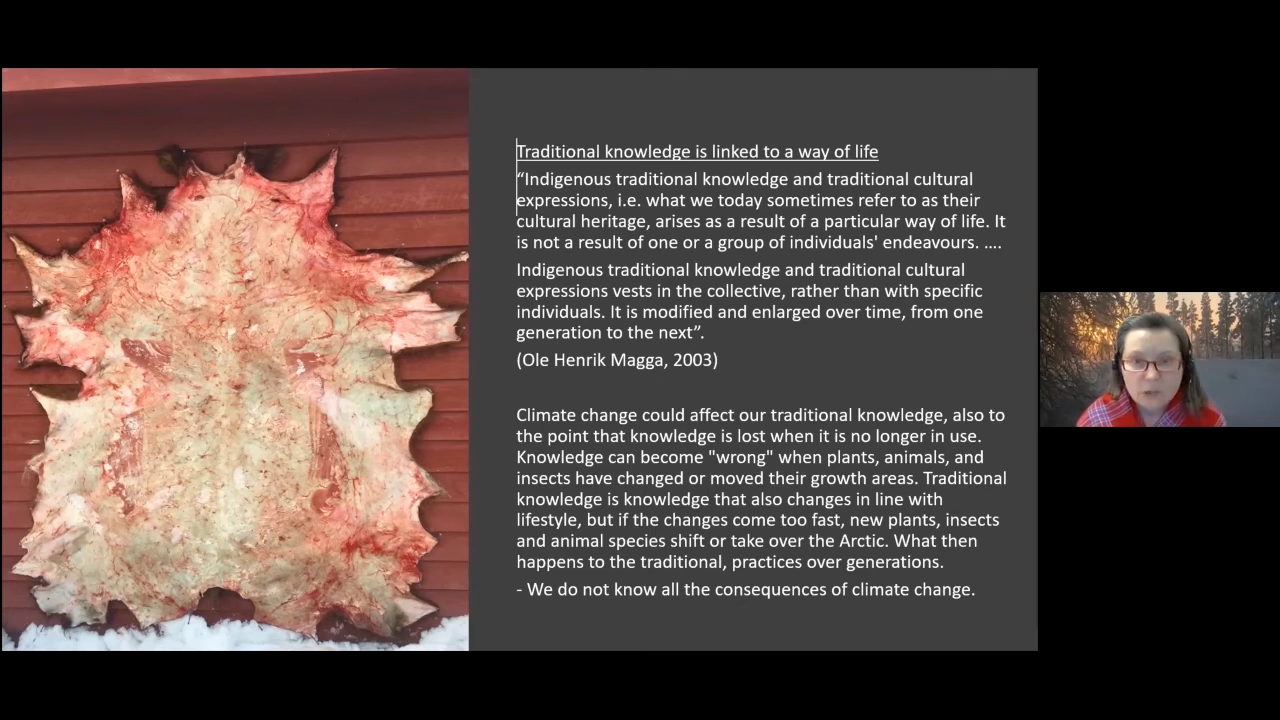 Traditional knowledge is linked to a way of life
“Indigenous traditional knowledge and traditional cultural
expressions, i.e. what we today sometimes refer to as their
cultural heritage, arises as a result of a particular way of life. It
is not a result of one or a group of individuals' endeavours. ....
Indigenous traditional knowledge and traditional cultural
expressions vests in the collective, rather than with specific
individuals. It is modified and enlarged over time, from one
generation to the next”.
(Ole Henrik Magga, 2003)
Climate change could affect our traditional knowledge, also to
the point that knowledge is lost when it is no longer in use.
Knowledge can become "wrong" when plants, animals, and
insects have changed or moved their growth areas. Traditional
knowledge is knowledge that also changes in line with
lifestyle, but if the changes come too fast, new plants, insects
and animal species shift or take over the Arctic. What then
happens to the traditional, practices over generations.
- We do not know all the consequences of climate change.